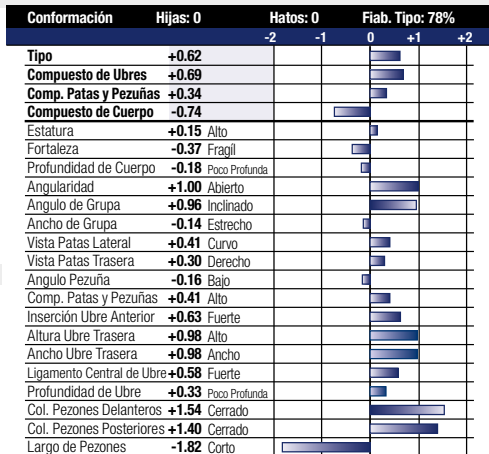 Conformación Hijas: 0 Hatos: 0 Fiab. Tipo: 78%
-2 -1 0 +1 +2
Tipo +0.62
Compuesto de Ubres +0.69
Comp. Patas y Pezuñas +0.34
Compuesto de Cuerpo -0.74
Estatura +0.15 Alto
Fortaleza -0.37 Fragíl
Profundidad de Cuerpo -0.18 Poco Profunda
Angularidad +1.00 Abierto
Angulo de Grupa +0.96 Inclinado
Ancho de Grupa -0.14 Estrecho
Vista Patas Lateral +0.41 Curvo
Vista Patas Trasera +0.30 Derecho
Angulo Pezuña -0.16 Bajo
Comp. Patas y Pezuñas +0.41 Alto
Inserción Ubre Anterior +0.63 Fuerte
Altura Ubre Trasera +0.98 Alto
Ancho Ubre Trasera +0.98 Ancho
Ligamento Central de Ubre +0.58 Fuerte
Profundidad de Ubre +0.33 Poco Profunda
Col. Pezones Delanteros +1.54 Cerrado
Col. Pezones Posteriores +1.40 Cerrado
Largo de Pezones -1.82 Corto